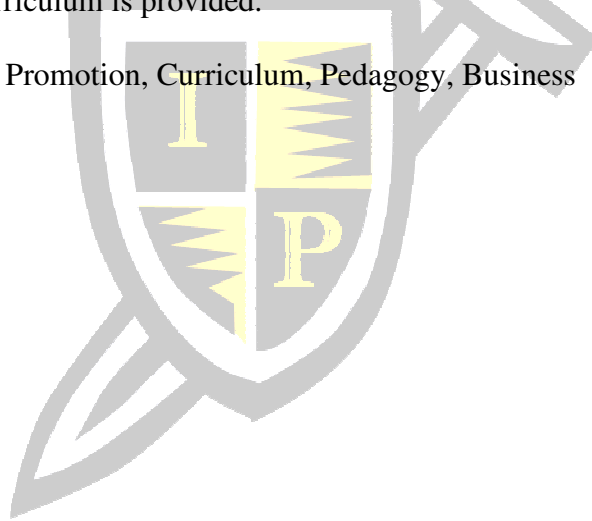 rriculum is provided.
Promotion, Curriculum, Pedagogy, Business
I
P